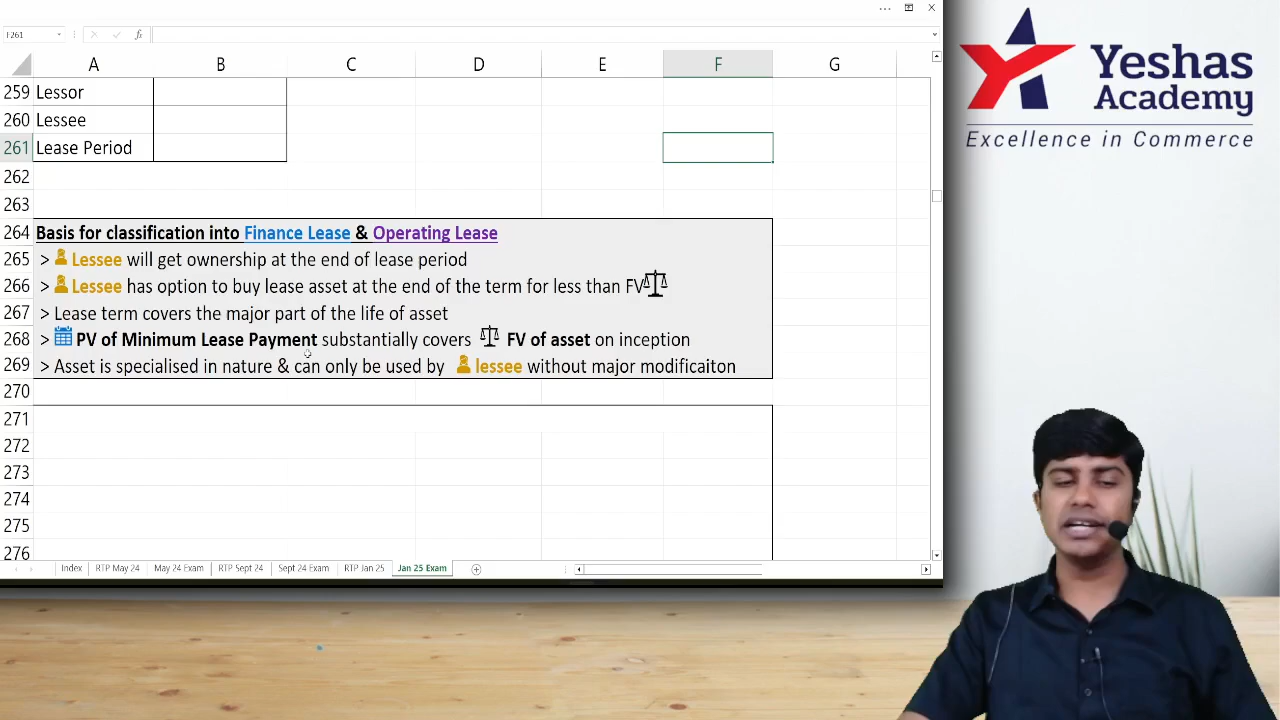 F261
A B C D E F G
259 Lessor
260 Lessee
261 Lease Period
262
263
264 Basis for classification into Finance Lease & Operating Lease
265 > Lessee will get ownership at the end of lease period
266 > Lessee has option to buy lease asset at the end of the term for less than FV
267 > Lease term covers the major part of the life of asset
268 > PV of Minimum Lease Payment substantially covers FV of asset on inception
269 > Asset is specialised in nature & can only be used by lessee without major modificaiton
270
271
272
273
274
275
276
Index RTP May 24 May 24 Exam RTP Sept 24 Sept 24 Exam RTP Jan 25 Jan 25 Exam
Yeshas
Academy
Excellence in Commerce